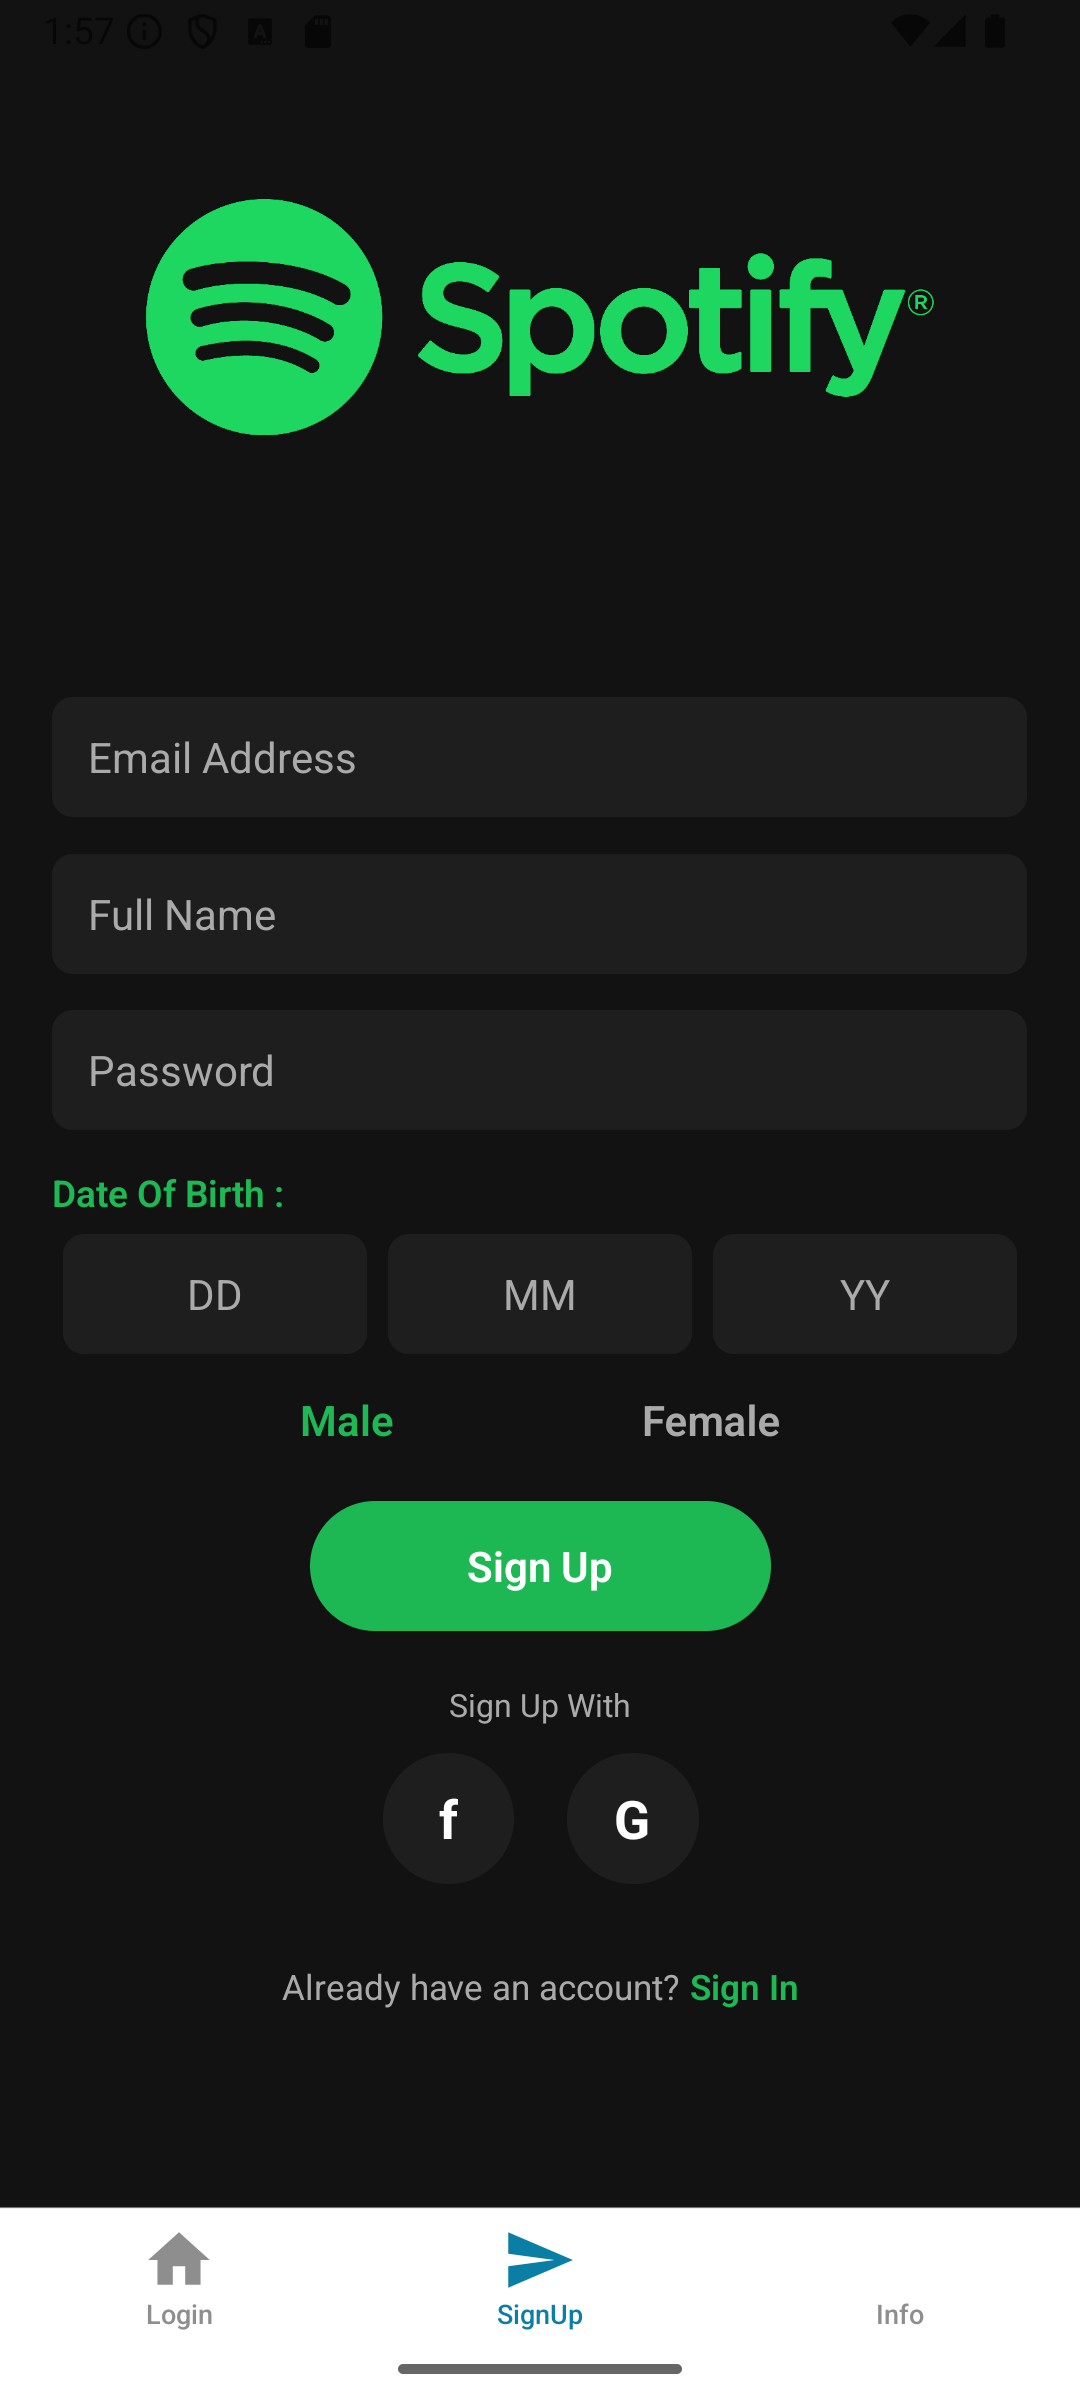 1:57
Spotify®
Email Address
Full Name
Password
Date Of Birth :
DD MM YY
Male Female
Sign Up
Sign Up With
f G
Already have an account? Sign In
Login SignUp Info